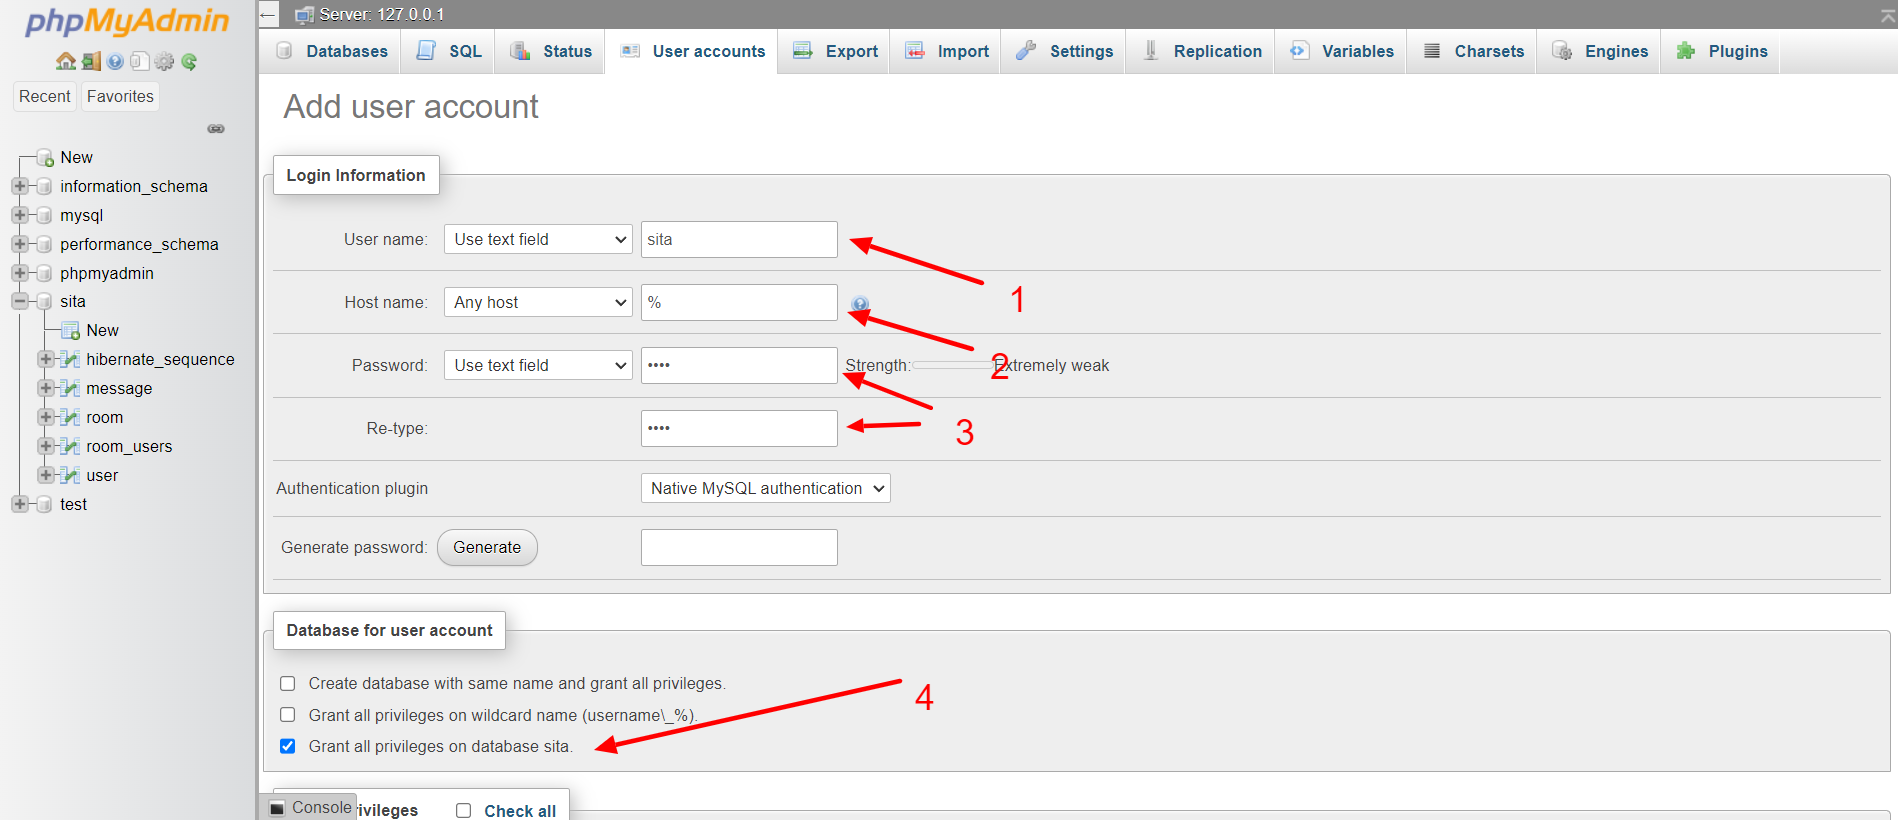 phpMyAdmin
Recent Favorites
New
information_schema
mysql
performance_schema
phpmyadmin
sita
New
hibernate_sequence
message
room
room_users
user
test
Server: 127.0.0.1
Databases SQL Status User accounts Export Import Settings Replication Variables Charsets Engines Plugins
Add user account
Login Information
User name: Use text field sita
1
Host name: Any host %
2
Password: Use text field •••• Strength: Extremely weak
Re-type: ••••
3
Authentication plugin Native MySQL authentication
Generate password: Generate
Database for user account
Create database with same name and grant all privileges.
4
Grant all privileges on wildcard name (username\_%).
Grant all privileges on database sita.
Console ivileges Check all